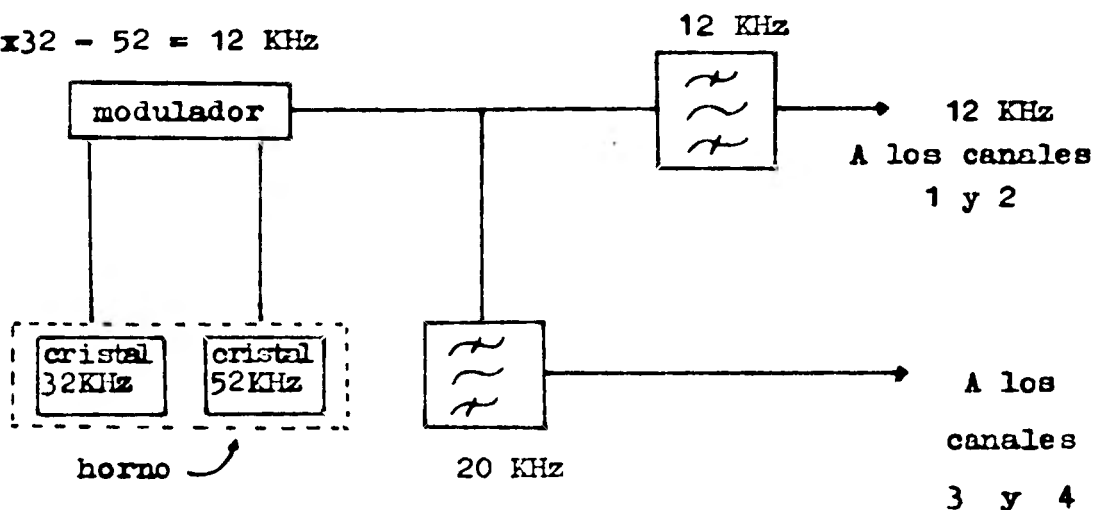 x32 - 52 = 12 KHz
12 KHz
modulador
12 KHz
A los canales
1 y 2
cristal
32KHz
cristal
52KHz
horno
20 KHz
A los
canales
3 y 4